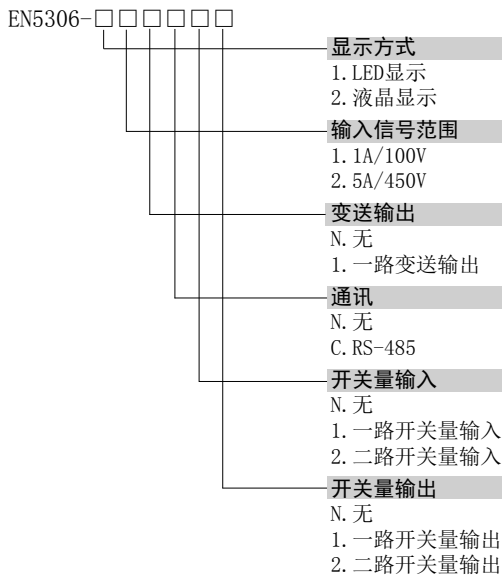 EN5306-□□□□□□
显示方式
1.LED显示
2.液晶显示
输入信号范围
1.1A/100V
2.5A/450V
变送输出
N.无
1.一路变送输出
通讯
N.无
C.RS-485
开关量输入
N.无
1.一路开关量输入
2.二路开关量输入
开关量输出
N.无
1.一路开关量输出
2.二路开关量输出